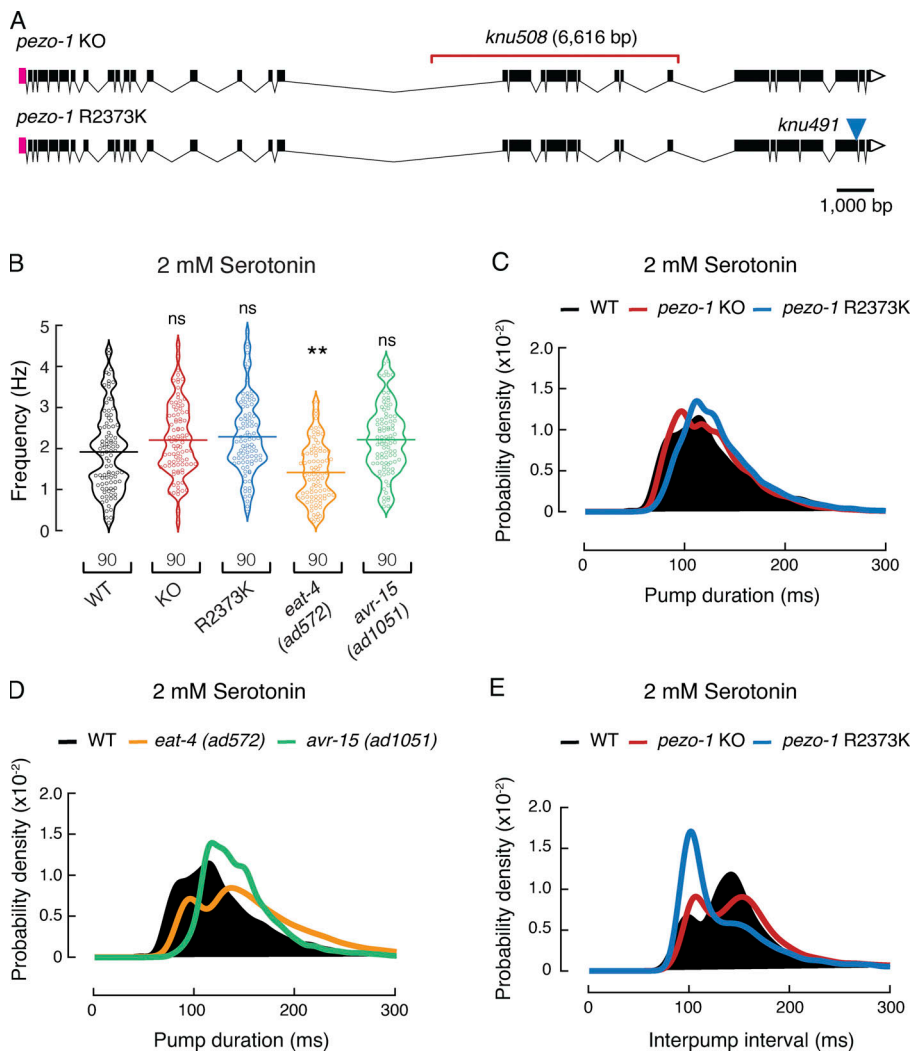 A
pezo-1 KO
knu508 (6,616 bp)
pezo-1 R2373K
knu491
1,000 bp
B
2 mM Serotonin
Frequency (Hz)
5
4
3
2
1
0
ns
ns
**
ns
90
90
90
90
90
WT
KO
R2373K
eat-4
(ad572)
avr-15
(ad1051)
C
2 mM Serotonin
WT pezo-1 KO pezo-1 R2373K
Probability density (x10-2)
2.0
1.5
1.0
0.5
0
0 100 200 300
Pump duration (ms)
D
2 mM Serotonin
WT eat-4 (ad572) avr-15 (ad1051)
Probability density (x10-2)
2.0
1.5
1.0
0.5
0
0 100 200 300
Pump duration (ms)
E
2 mM Serotonin
WT pezo-1 KO pezo-1 R2373K
Probability density (x10-2)
2.0
1.5
1.0
0.5
0
0 100 200 300
Interpump interval (ms)